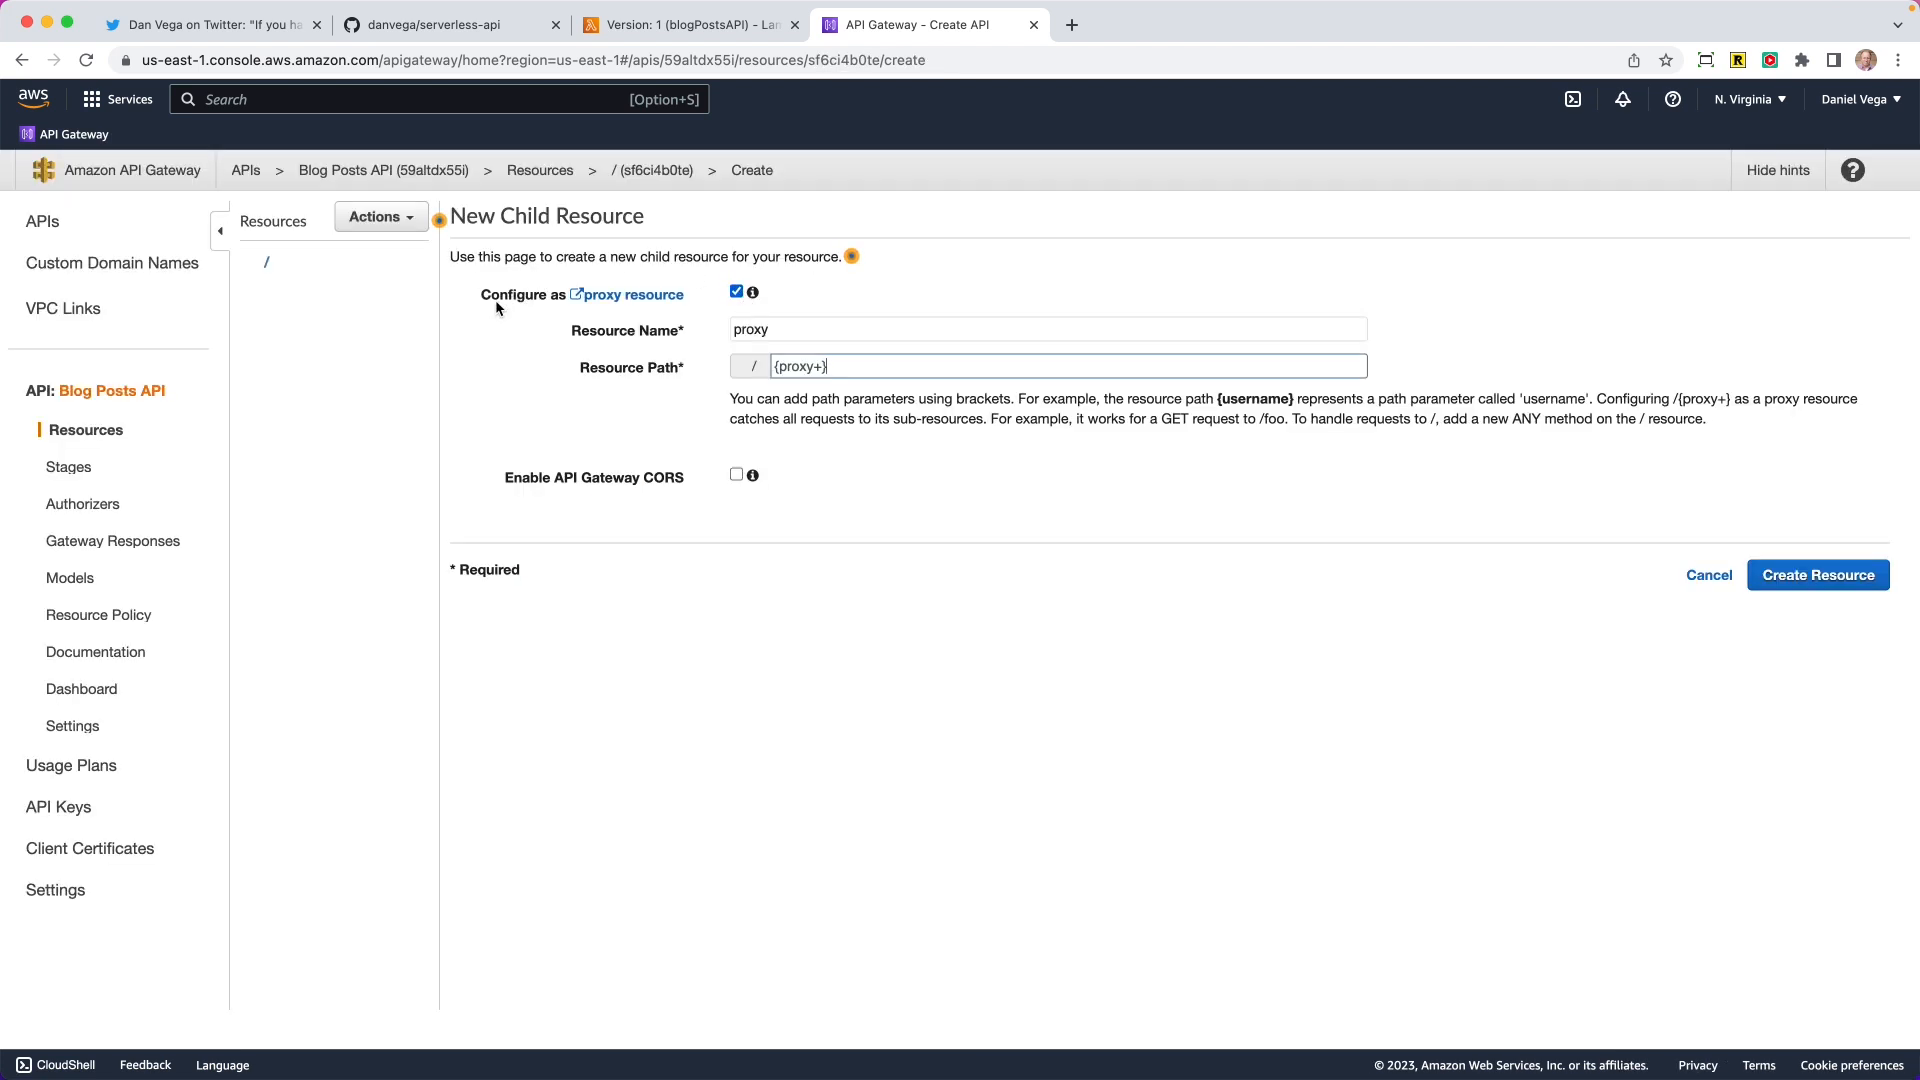 Dan Vega on Twitter: "If you ha
danvega/serverless-api
Version: 1 (blogPostsAPI) - Lam
API Gateway - Create API
us-east-1.console.aws.amazon.com/apigateway/home?region=us-east-1#/apis/59altdx55i/resources/sf6ci4b0te/create
aws
Services
Search
[Option+S]
N. Virginia
Daniel Vega
API Gateway
Amazon API Gateway
APIs > Blog Posts API (59altdx55i) > Resources > / (sf6ci4b0te) > Create
Hide hints
?
APIs
Custom Domain Names
VPC Links
API: Blog Posts API
Resources
Stages
Authorizers
Gateway Responses
Models
Resource Policy
Documentation
Dashboard
Settings
Usage Plans
API Keys
Client Certificates
Settings
Resources
Actions
/
New Child Resource
Use this page to create a new child resource for your resource.
Configure as proxy resource
Resource Name*
proxy
Resource Path*
/ {proxy+}
You can add path parameters using brackets. For example, the resource path {username} represents a path parameter called 'username'. Configuring /{proxy+} as a proxy resource
catches all requests to its sub-resources. For example, it works for a GET request to /foo. To handle requests to /, add a new ANY method on the / resource.
Enable API Gateway CORS
* Required
Cancel
Create Resource
CloudShell
Feedback
Language
© 2023, Amazon Web Services, Inc. or its affiliates.
Privacy
Terms
Cookie preferences